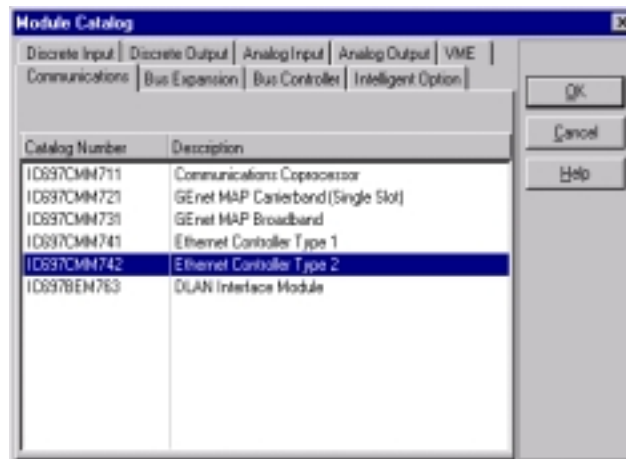 Module Catalog
Discrete Input Discrete Output Analog Input Analog Output VME
Communications Bus Expansion Bus Controller Intelligent Option
OK
Cancel
Help
Catalog Number Description
IC697CMM711 Communications Coprocessor
IC697CMM721 GEnet MAP Carrierband (Single Slot)
IC697CMM731 GEnet MAP Broadband
IC697CMM741 Ethernet Controller Type 1
IC697CMM742 Ethernet Controller Type 2
IC697BEM763 DLAN Interface Module